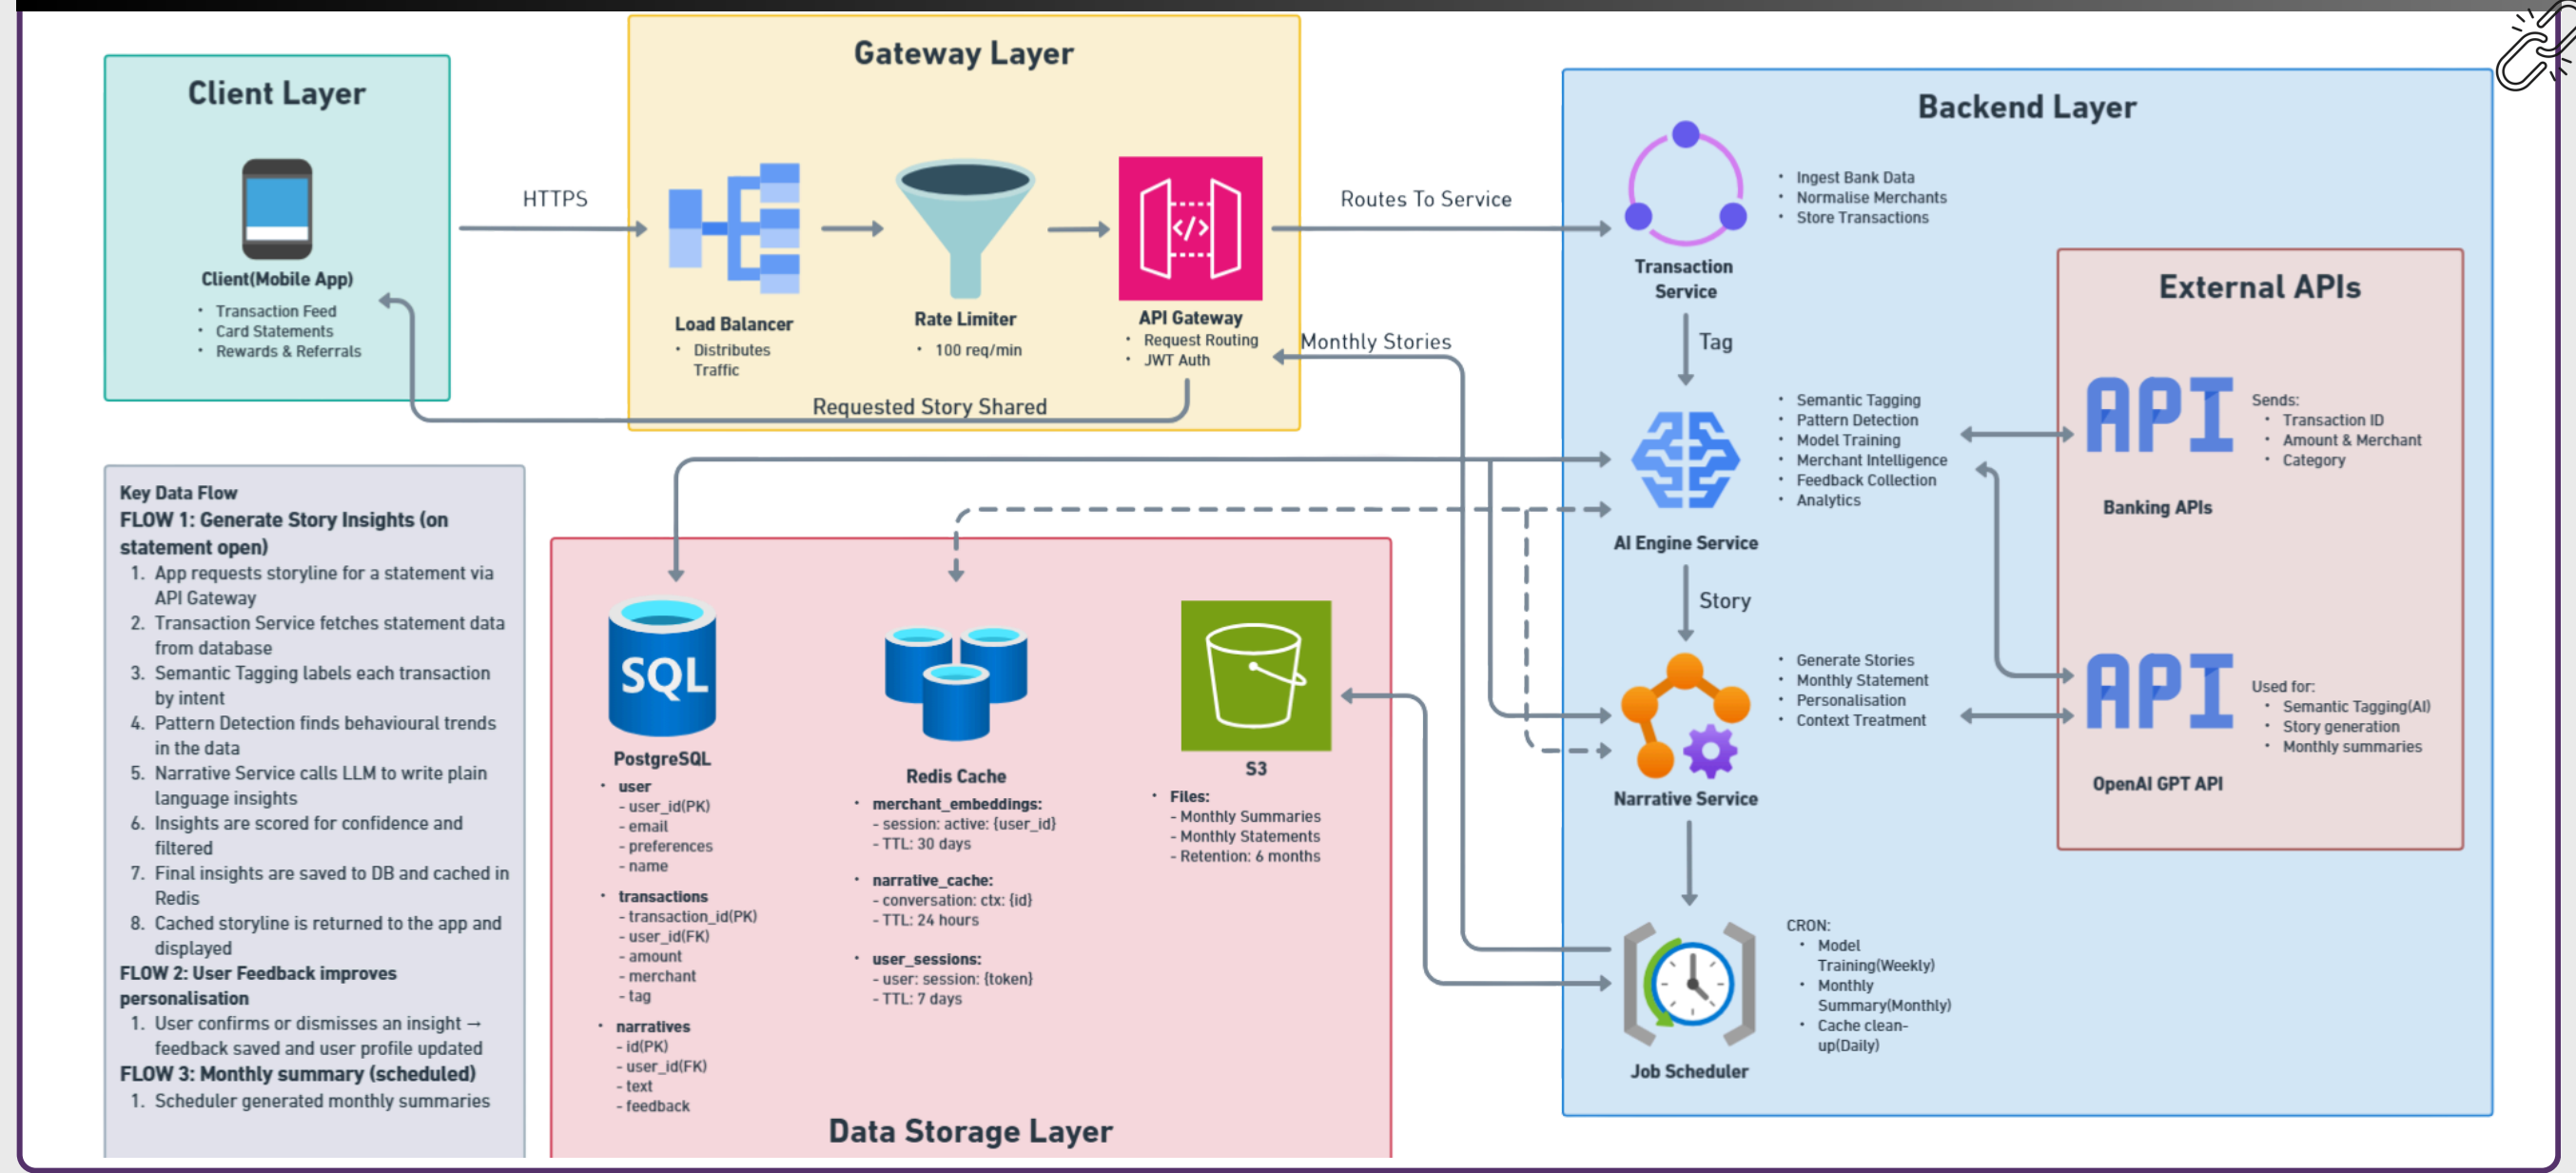 Client Layer
Client(Mobile App)
• Transaction Feed
• Card Statements
• Rewards & Referrals
HTTPS
Gateway Layer
Load Balancer
• Distributes
Traffic
Rate Limiter
• 100 req/min
</>
API Gateway
• Request Routing
• JWT Auth
Requested Story Shared
Routes To Service
Monthly Stories
Backend Layer
• Ingest Bank Data
• Normalise Merchants
• Store Transactions
Transaction
Service
Tag
• Semantic Tagging
• Pattern Detection
• Model Training
• Merchant Intelligence
• Feedback Collection
• Analytics
AI Engine Service
Story
• Generate Stories
• Monthly Statement
• Personalisation
• Context Treatment
Narrative Service
CRON:
• Model
Training(Weekly)
• Monthly
Summary(Monthly)
• Cache clean-
up(Daily)
Job Scheduler
External APIs
API
Sends:
• Transaction ID
• Amount & Merchant
• Category
Banking APIs
API
Used for:
• Semantic Tagging(AI)
• Story generation
• Monthly summaries
OpenAI GPT API
Key Data Flow
FLOW 1: Generate Story Insights (on
statement open)
1. App requests storyline for a statement via
API Gateway
2. Transaction Service fetches statement data
from database
3. Semantic Tagging labels each transaction
by intent
4. Pattern Detection finds behavioural trends
in the data
5. Narrative Service calls LLM to write plain
language insights
6. Insights are scored for confidence and
filtered
7. Final insights are saved to DB and cached in
Redis
8. Cached storyline is returned to the app and
displayed
FLOW 2: User Feedback improves
personalisation
1. User confirms or dismisses an insight →
feedback saved and user profile updated
FLOW 3: Monthly summary (scheduled)
1. Scheduler generated monthly summaries
SQL
PostgreSQL
• user
- user_id(PK)
- email
- preferences
- name
• transactions
- transaction_id(PK)
- user_id(FK)
- amount
- merchant
- tag
• narratives
- id(PK)
- user_id(FK)
- text
- feedback
Redis Cache
• merchant_embeddings:
- session: active: {user_id}
- TTL: 30 days
• narrative_cache:
- conversation: ctx: {id}
- TTL: 24 hours
• user_sessions:
- user: session: {token}
- TTL: 7 days
S3
• Files:
- Monthly Summaries
- Monthly Statements
- Retention: 6 months
Data Storage Layer